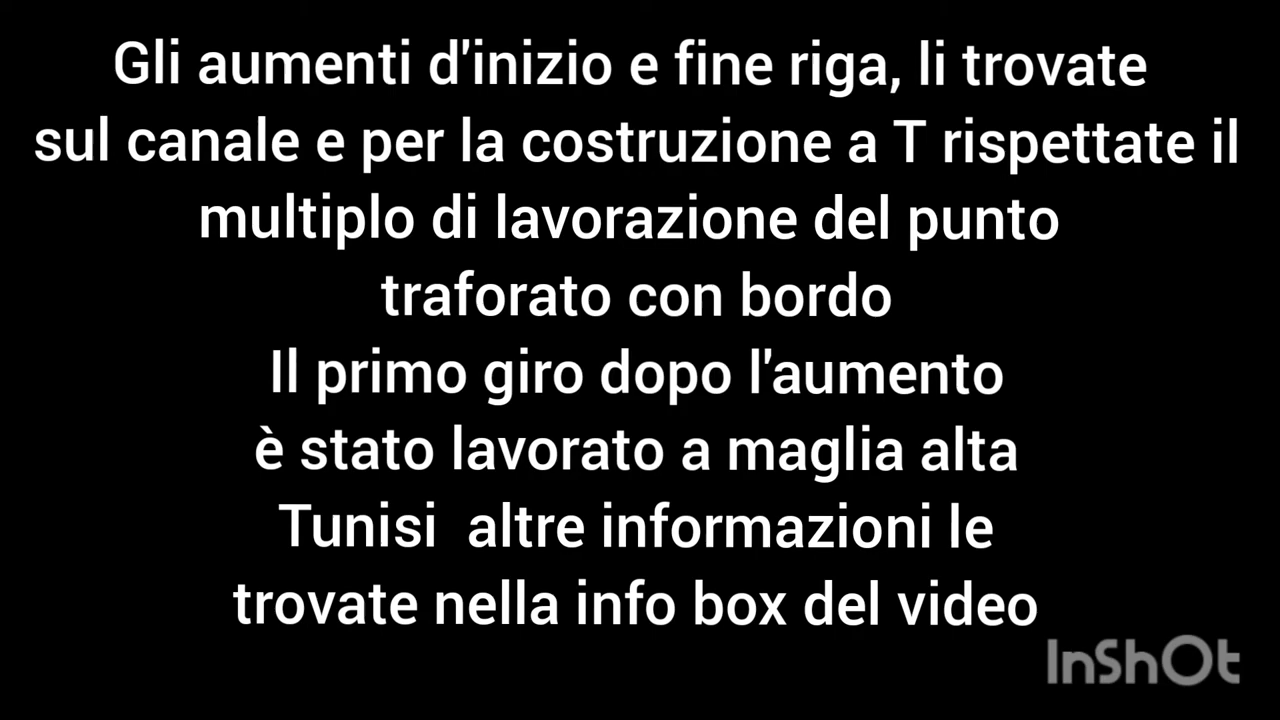 Gli aumenti d'inizio e fine riga, li trovate
sul canale e per la costruzione a T rispettate il
multiplo di lavorazione del punto
traforato con bordo
Il primo giro dopo l'aumento
è stato lavorato a maglia alta
Tunisi  altre informazioni le
trovate nella info box del video
InShOt